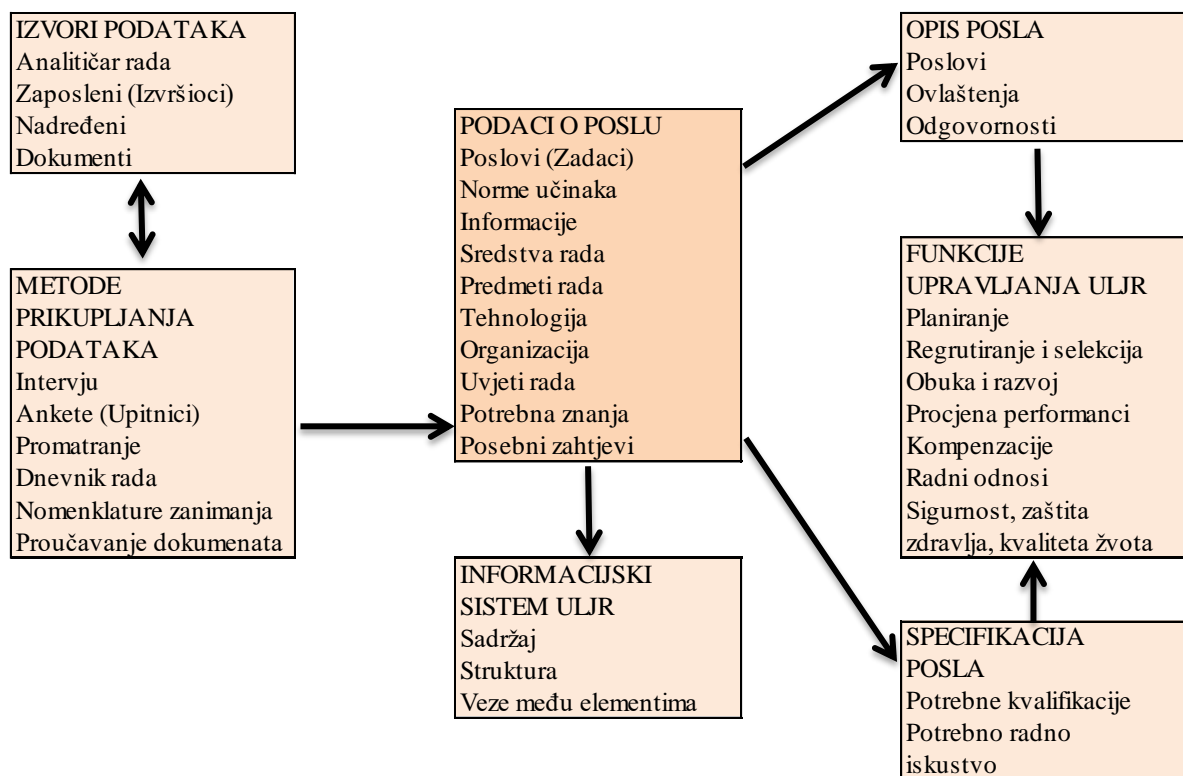 IZVORI PODATAKA
Analitičar rada
Zaposleni (Izvršioci)
Nadređeni
Dokumenti
METODE
PRIKUPLJANJA
PODATAKA
Intervju
Ankete (Upitnici)
Promatranje
Dnevnik rada
Nomenklature zanimanja
Proučavanje dokumenata
PODACI O POSLU
Poslovi (Zadaci)
Norme učinaka
Informacije
Sredstva rada
Predmeti rada
Tehnologija
Organizacija
Uvjeti rada
Potrebna znanja
Posebni zahtjevi
INFORMACIJSKI
SISTEM ULJR
Sadržaj
Struktura
Veze među elementima
OPIS POSLA
Poslovi
Ovlaštenja
Odgovornosti
FUNKCIJE
UPRAVLJANJA ULJR
Planiranje
Regrutiranje i selekcija
Obuka i razvoj
Procjena performanci
Kompenzacije
Radni odnosi
Sigurnost, zaštita
zdravlja, kvaliteta žvota
SPECIFIKACIJA
POSLA
Potrebne kvalifikacije
Potrebno radno
iskustvo